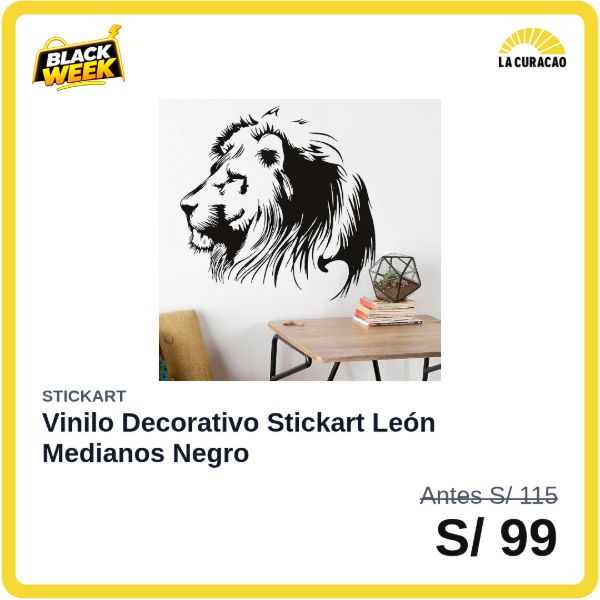 BLACK
WEEK
LA CURACAO
STICKART
Vinilo Decorativo Stickart León
Medianos Negro
Antes S/ 115
S/ 99